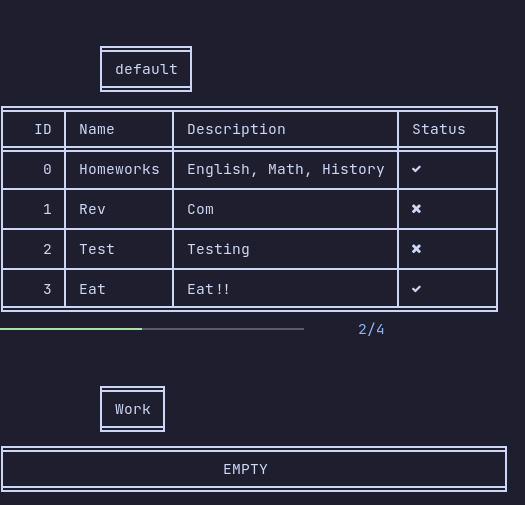 default
ID Name Description Status
0 Homeworks English, Math, History ✔
1 Rev Com ✖
2 Test Testing ✖
3 Eat Eat!! ✔
2/4
Work
EMPTY